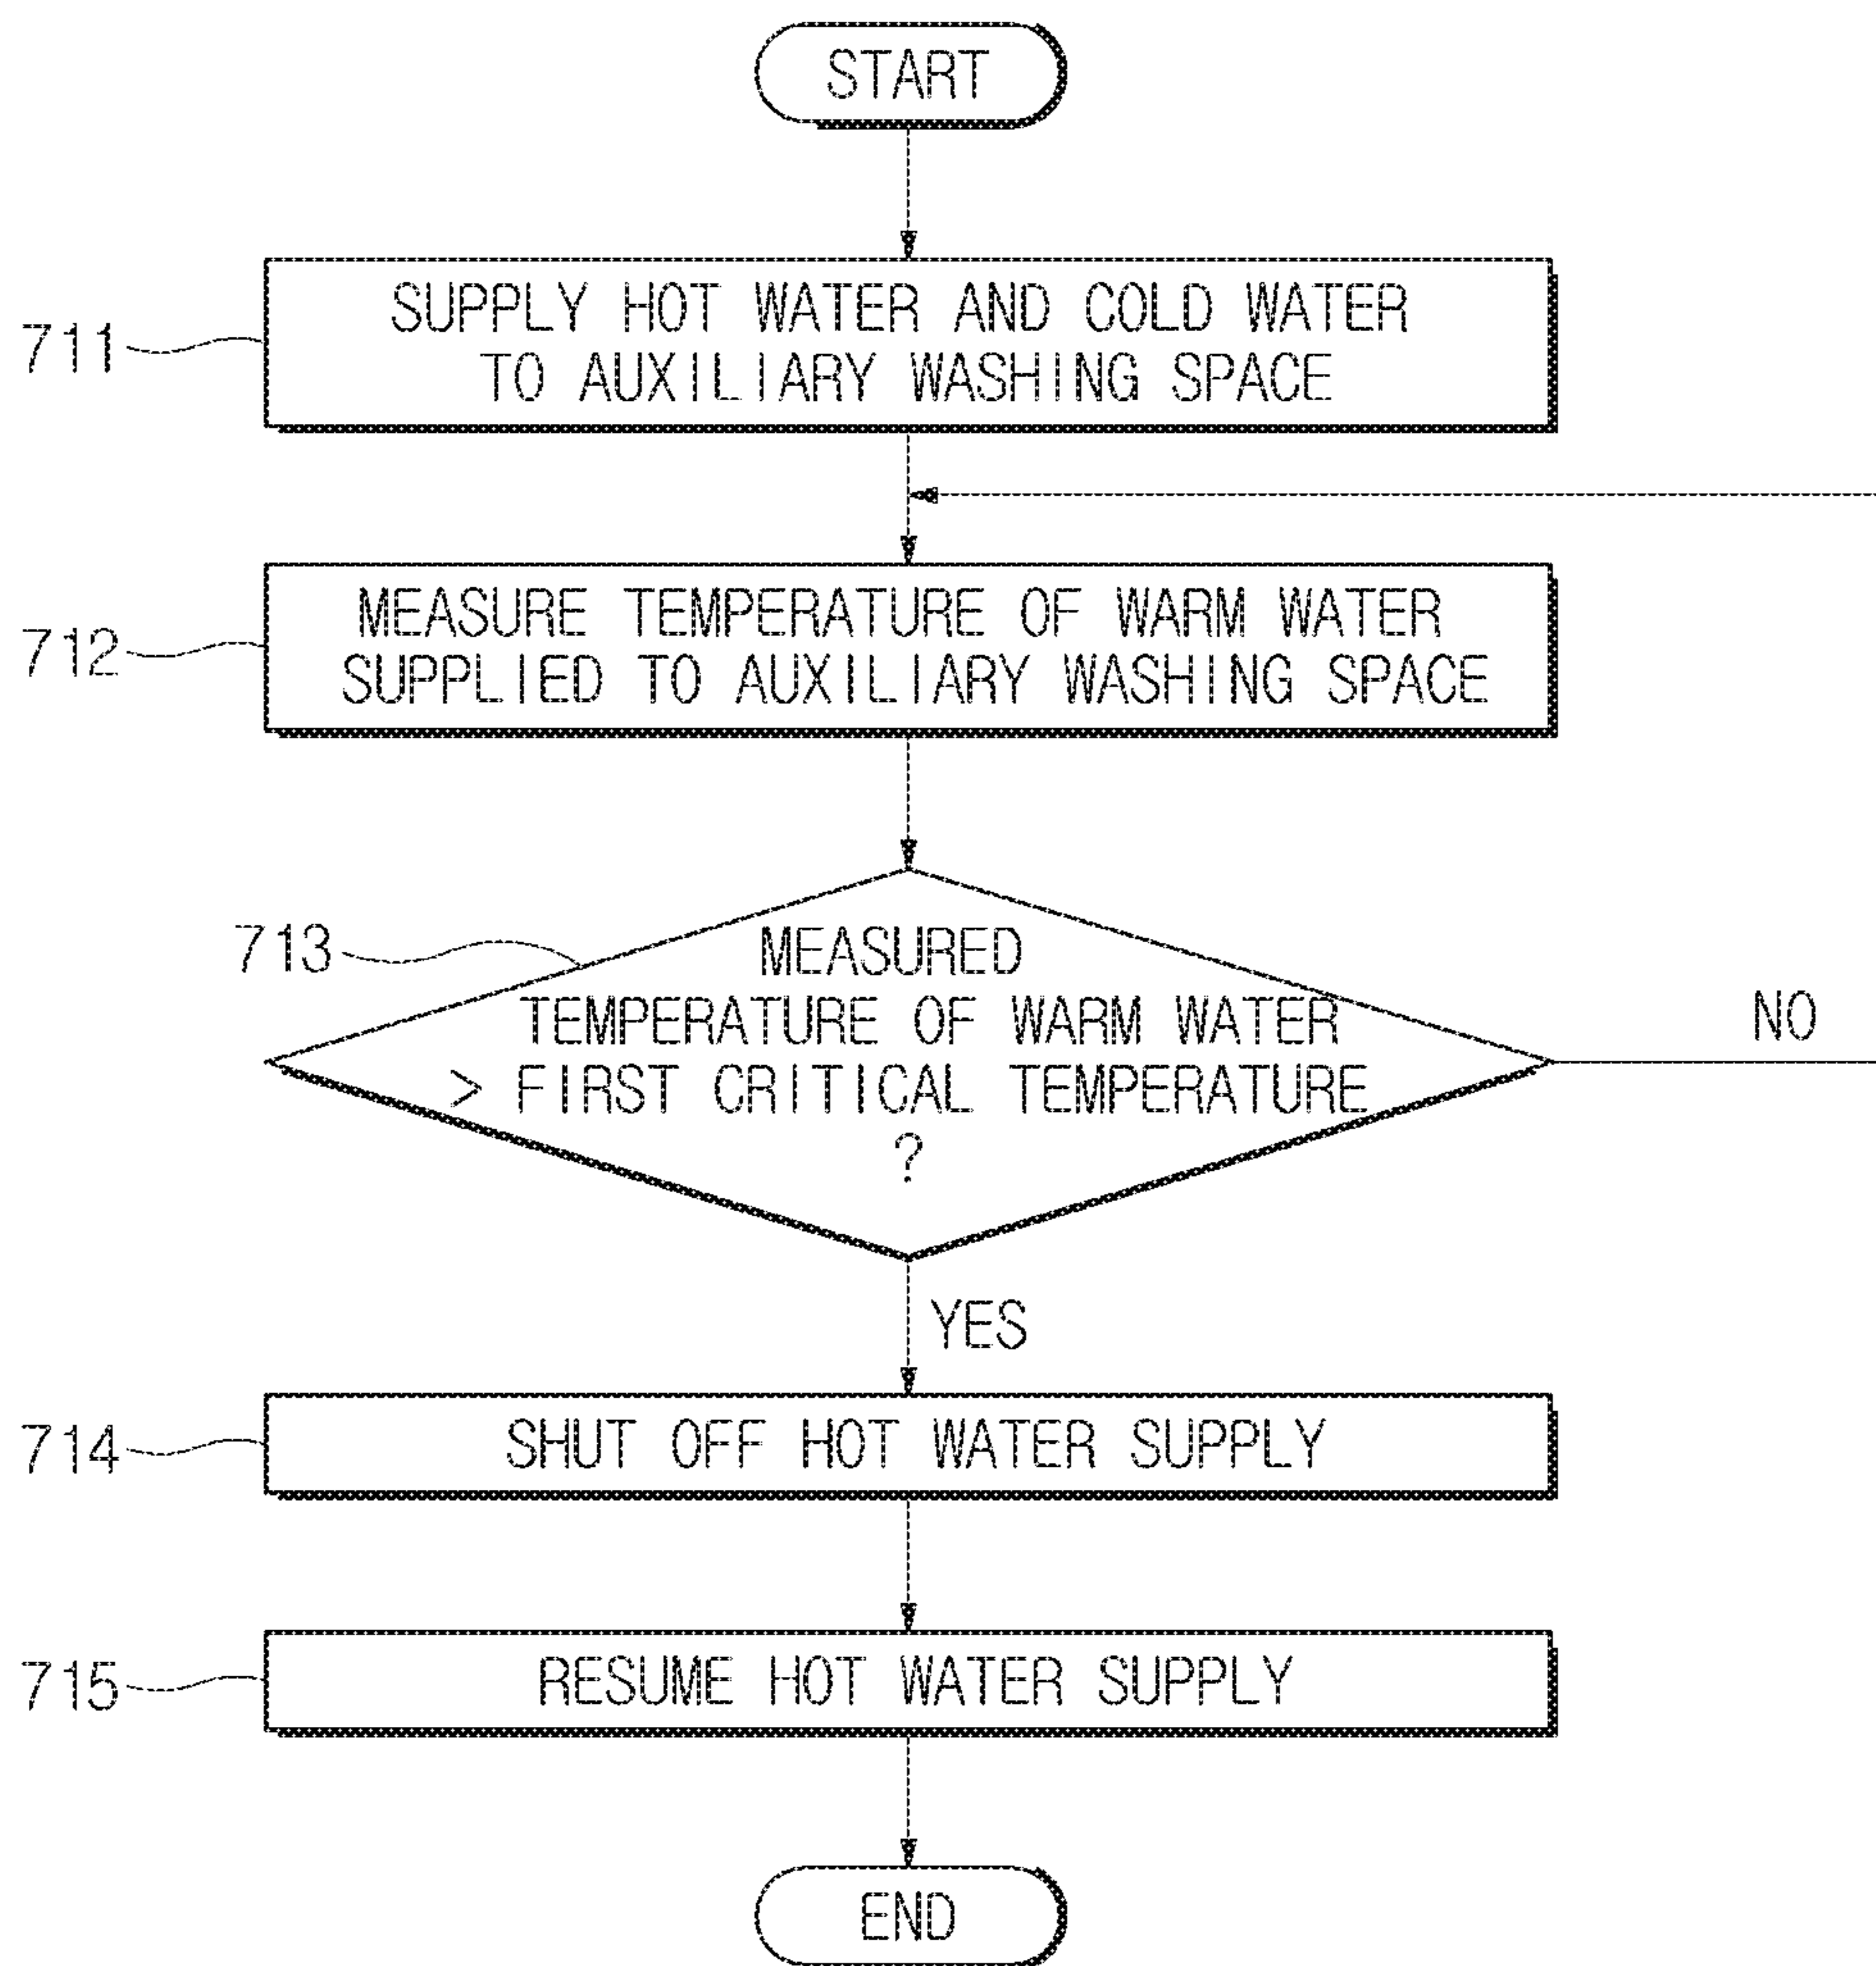 START
711
SUPPLY HOT WATER AND COLD WATER
TO AUXILIARY WASHING SPACE
712
MEASURE TEMPERATURE OF WARM WATER
SUPPLIED TO AUXILIARY WASHING SPACE
713
MEASURED
TEMPERATURE OF WARM WATER
> FIRST CRITICAL TEMPERATURE
?
NO
YES
714
SHUT OFF HOT WATER SUPPLY
715
RESUME HOT WATER SUPPLY
END